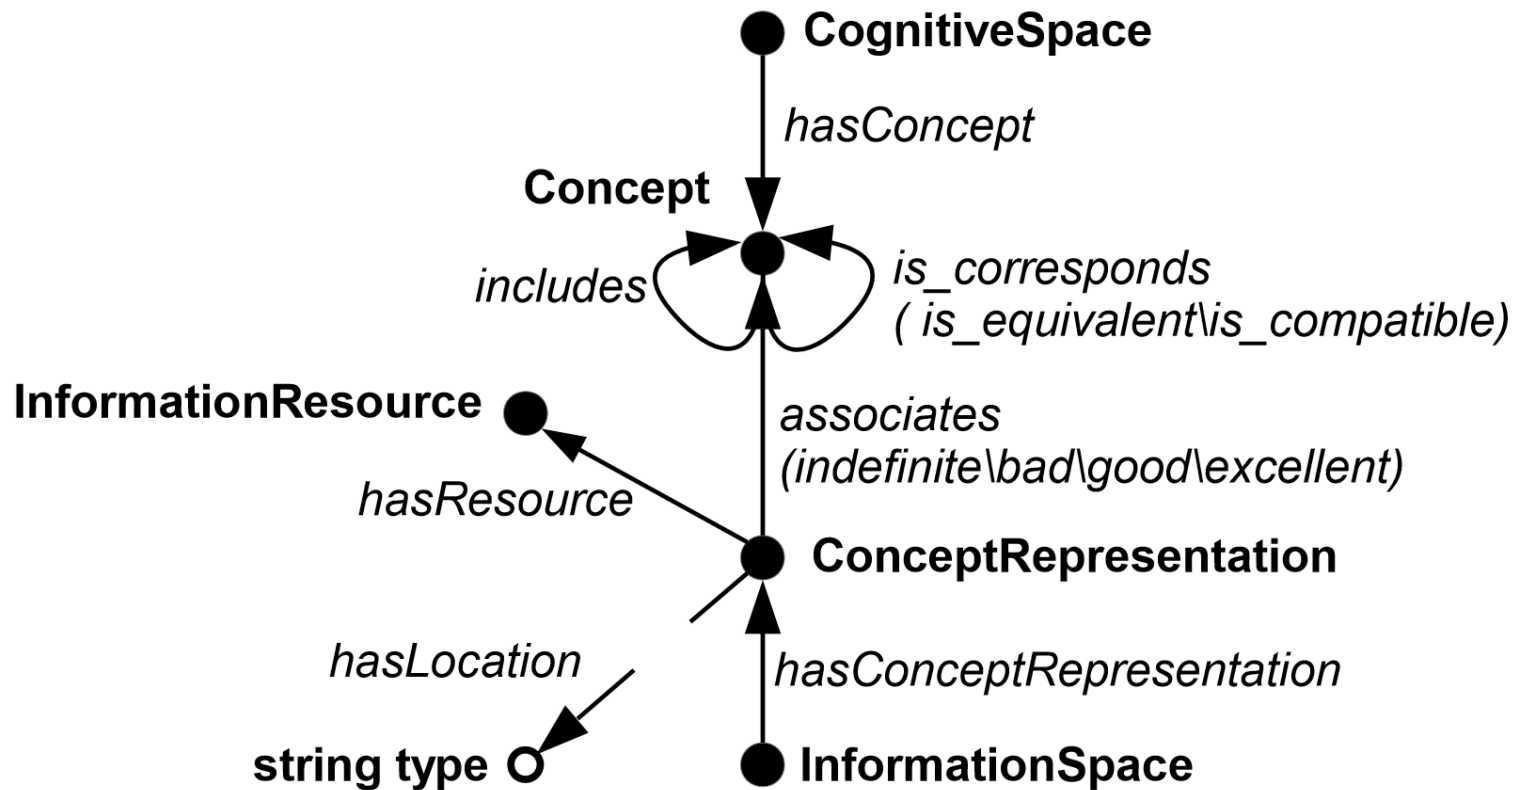 CognitiveSpace
hasConcept
Concept
includes
is_corresponds
( is_equivalent\is_compatible)
InformationResource
associates
(indefinite\bad\good\excellent)
hasResource
ConceptRepresentation
hasLocation
hasConceptRepresentation
string type
InformationSpace